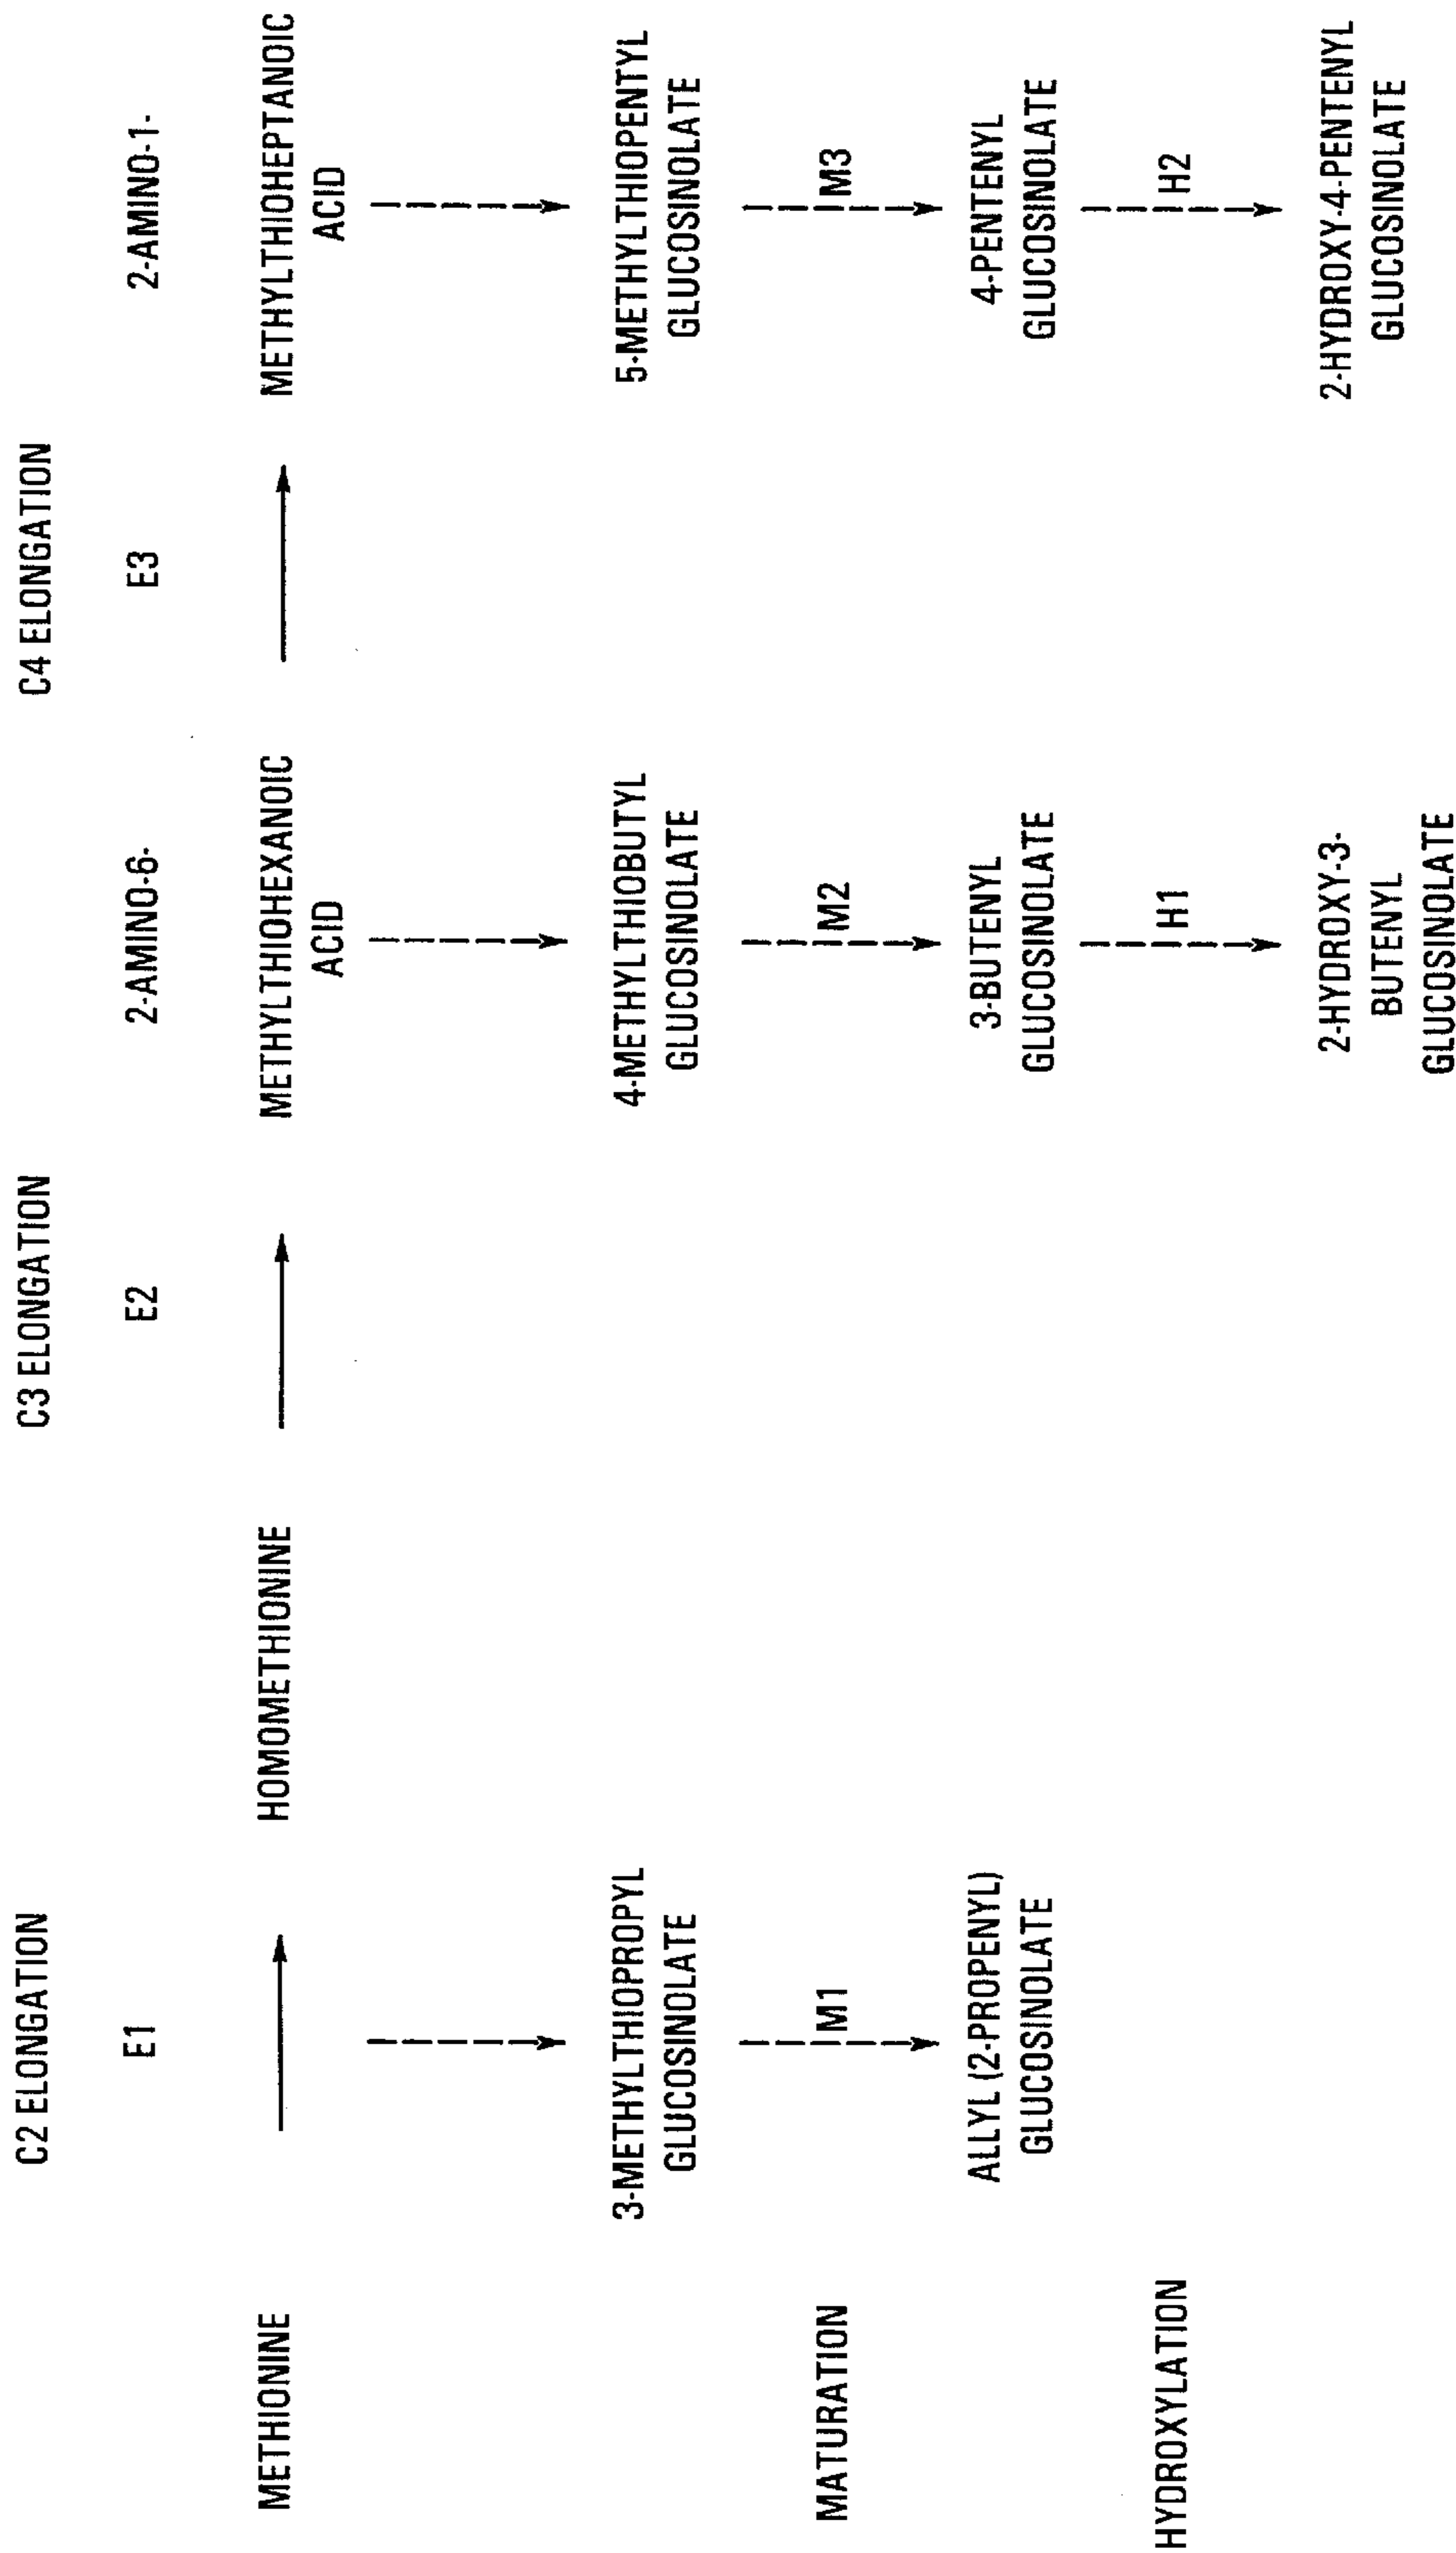 C2 ELONGATION
C3 ELONGATION
C4 ELONGATION
E1
E2
2-AMINO-6-
E3
2-AMINO-1-
METHIONINE
HOMOMETHIONINE
METHYLTHIOHEXANOIC
ACID
METHYLTHIOHEPTANOIC
ACID
3-METHYLTHIOPROPYL
GLUCOSINOLATE
4-METHYLTHIOBUTYL
GLUCOSINOLATE
5-METHYLTHIOPENTYL
GLUCOSINOLATE
MATURATION
M1
M2
M3
ALLYL (2-PROPENYL)
GLUCOSINOLATE
3-BUTENYL
GLUCOSINOLATE
4-PENTENYL
GLUCOSINOLATE
HYDROXYLATION
H1
H2
2-HYDROXY-3-
BUTENYL
GLUCOSINOLATE
2-HYDROXY-4-PENTENYL
GLUCOSINOLATE